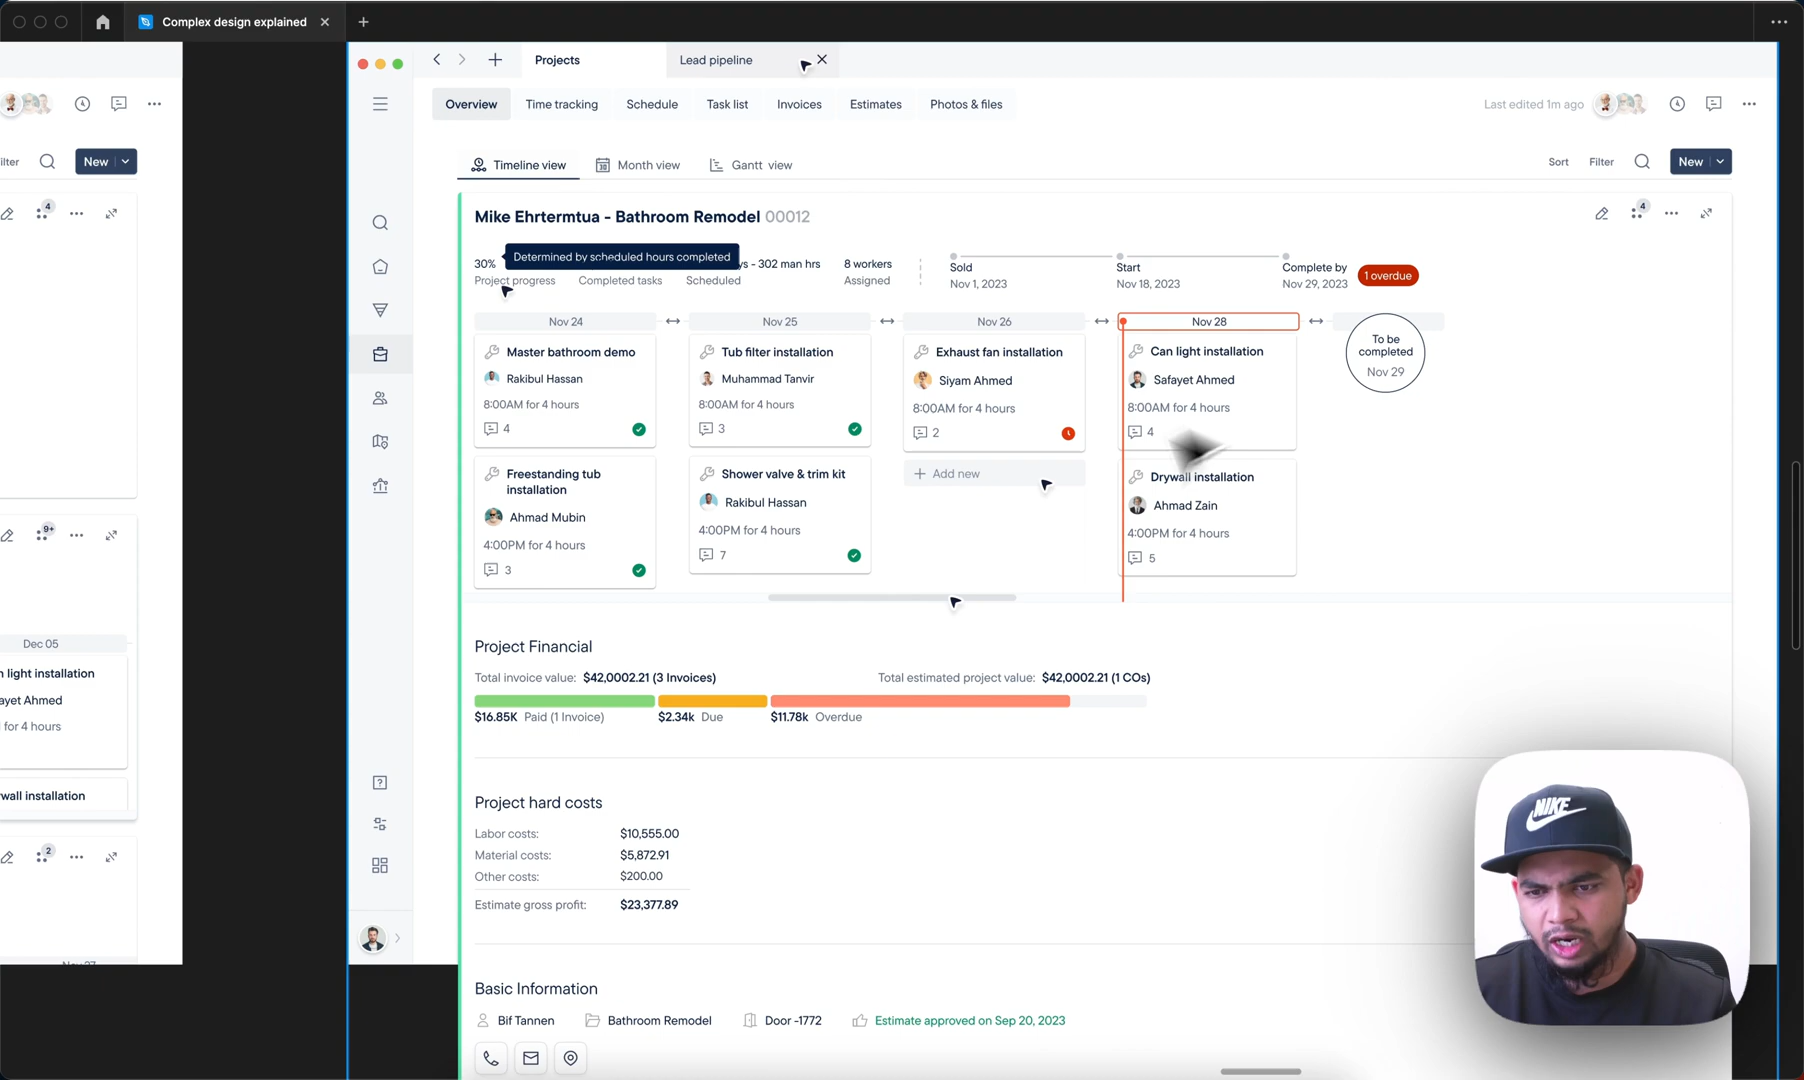 Complex design explained
Projects
Lead pipeline
Overview
Time tracking
Schedule
Task list
Invoices
Estimates
Photos & files
Last edited 1m ago
ilter
New
Timeline view
Month view
Gantt view
Sort
Filter
New
4
Mike Ehrtermtua - Bathroom Remodel 00012
4
30%
Determined by scheduled hours completed
ys - 302 man hrs
8 workers
Project progress
Completed tasks
Scheduled
Assigned
Sold
Nov 1, 2023
Start
Nov 18, 2023
Complete by
Nov 29, 2023
1 overdue
Nov 24
Nov 25
Nov 26
Nov 28
Master bathroom demo
Rakibul Hassan
8:00AM for 4 hours
4
Tub filter installation
Muhammad Tanvir
8:00AM for 4 hours
3
Exhaust fan installation
Siyam Ahmed
8:00AM for 4 hours
2
Can light installation
Safayet Ahmed
8:00AM for 4 hours
4
To be
completed
Nov 29
Freestanding tub
installation
Ahmad Mubin
4:00PM for 4 hours
3
Shower valve & trim kit
Rakibul Hassan
4:00PM for 4 hours
7
Add new
Drywall installation
Ahmad Zain
4:00PM for 4 hours
5
9+
Dec 05
n light installation
ayet Ahmed
for 4 hours
wall installation
2
Project Financial
Total invoice value: $42,0002.21 (3 Invoices)
Total estimated project value: $42,0002.21 (1 COs)
$16.85K Paid (1 Invoice)
$2.34k Due
$11.78k Overdue
Project hard costs
Labor costs: $10,555.00
Material costs: $5,872.91
Other costs: $200.00
Estimate gross profit: $23,377.89
Basic Information
Bif Tannen
Bathroom Remodel
Door -1772
Estimate approved on Sep 20, 2023
NIKE